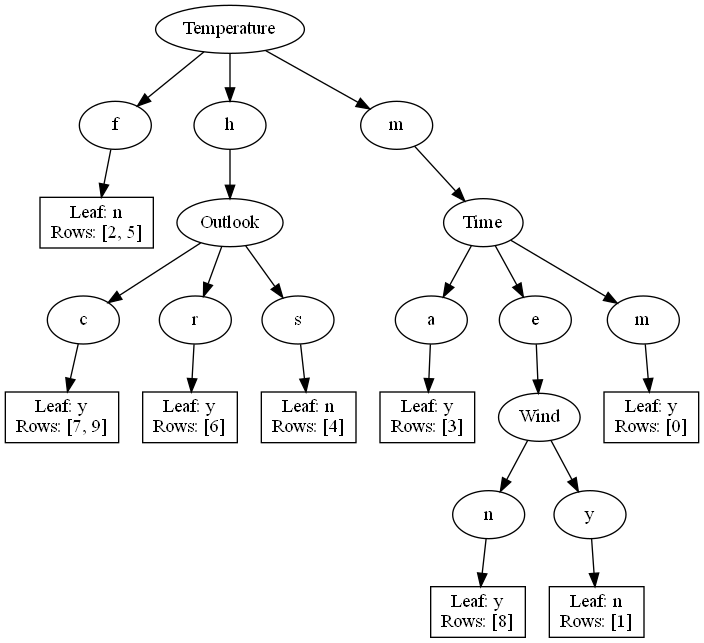 Temperature
f
h
m
Leaf: n
Rows: [2, 5]
Outlook
Time
c
r
s
a
e
m
Leaf: y
Rows: [7, 9]
Leaf: y
Rows: [6]
Leaf: n
Rows: [4]
Leaf: y
Rows: [3]
Wind
Leaf: y
Rows: [0]
n
y
Leaf: y
Rows: [8]
Leaf: n
Rows: [1]